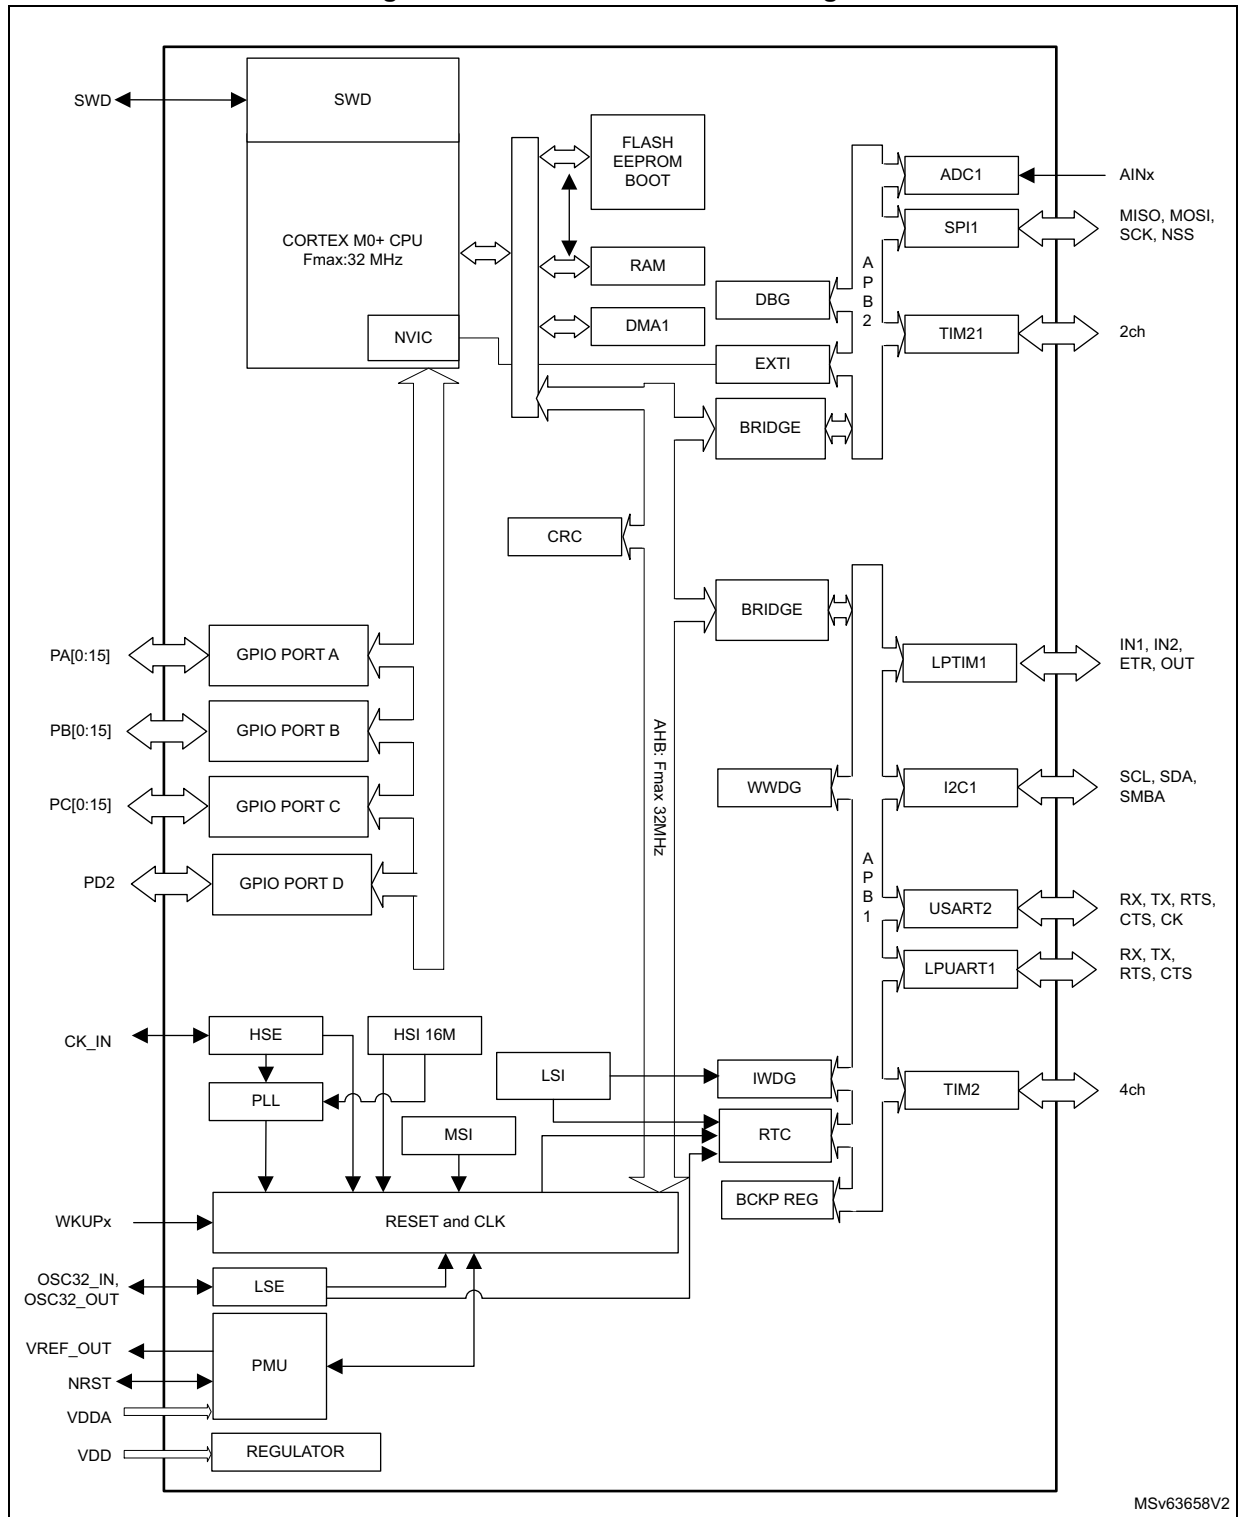 SWD
SWD
FLASH
EEPROM
BOOT
ADC1
AINx
CORTEX M0+ CPU
Fmax:32 MHz
SPI1
MISO, MOSI,
SCK, NSS
RAM
DBG
APB2
NVIC
DMA1
TIM21
2ch
EXTI
BRIDGE
CRC
BRIDGE
PA[0:15]
GPIO PORT A
LPTIM1
IN1, IN2,
ETR, OUT
PB[0:15]
GPIO PORT B
AHB: Fmax 32MHz
PC[0:15]
GPIO PORT C
WWDG
I2C1
SCL, SDA,
SMBA
PD2
GPIO PORT D
APB1
USART2
RX, TX, RTS,
CTS, CK
LPUART1
RX, TX,
RTS, CTS
CK_IN
HSE
HSI 16M
LSI
IWDG
TIM2
4ch
PLL
MSI
RTC
BCKP REG
WKUPx
RESET and CLK
OSC32_IN,
OSC32_OUT
LSE
VREF_OUT
PMU
NRST
VDDA
VDD
REGULATOR
MSv63658V2